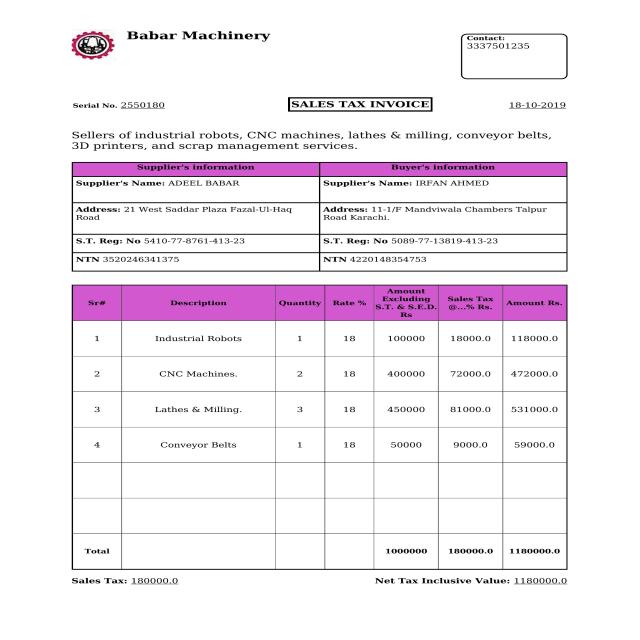 Babar Machinery
Contact:
3337501235
Serial No. 2550180
SALES TAX INVOICE
18-10-2019
Sellers of industrial robots, CNC machines, lathes & milling, conveyor belts,
3D printers, and scrap management services.
Supplier's information Buyer's information
Supplier's Name: ADEEL BABAR Supplier's Name: IRFAN AHMED
Address: 21 West Saddar Plaza Fazal-Ul-Haq
Road
Address: 11-1/F Mandviwala Chambers Talpur
Road Karachi.
S.T. Reg: No 5410-77-8761-413-23 S.T. Reg: No 5089-77-13819-413-23
NTN 3520246341375 NTN 4220148354753
Sr# Description Quantity Rate % Amount Excluding S.T. & S.E.D. Rs Sales Tax @...% Rs. Amount Rs.
1 Industrial Robots 1 18 100000 18000.0 118000.0
2 CNC Machines. 2 18 400000 72000.0 472000.0
3 Lathes & Milling. 3 18 450000 81000.0 531000.0
4 Conveyor Belts 1 18 50000 9000.0 59000.0
Total 1000000 180000.0 1180000.0
Sales Tax: 180000.0 Net Tax Inclusive Value: 1180000.0